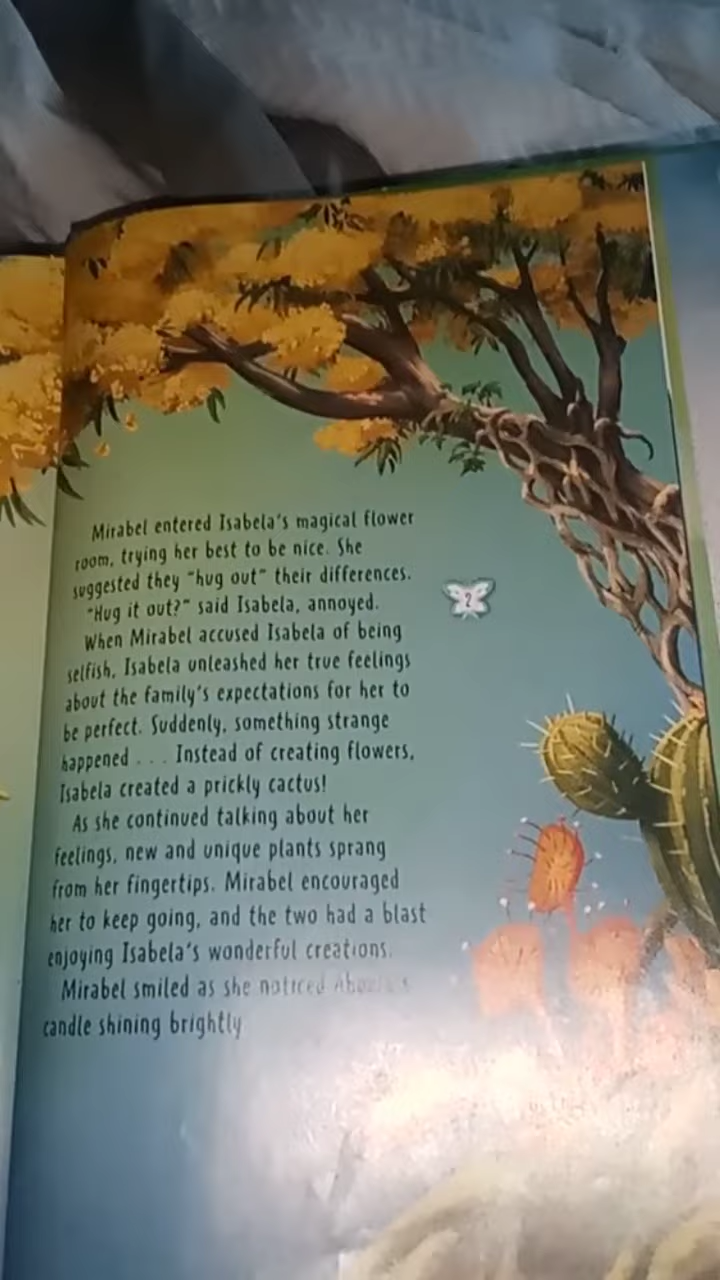 Mirabel entered Isabela's magical flower
room, trying her best to be nice. She
suggested they "hug out" their differences.
"Hug it out?" said Isabela, annoyed.
2
When Mirabel accused Isabela of being
selfish, Isabela unleashed her true feelings
about the family's expectations for her to
be perfect. Suddenly, something strange
happened . . . Instead of creating flowers,
Isabela created a prickly cactus!
As she continued talking about her
feelings, new and unique plants sprang
from her fingertips. Mirabel encouraged
her to keep going, and the two had a blast
enjoying Isabela's wonderful creations.
Mirabel smiled as she noticed Abuela's
candle shining brightly